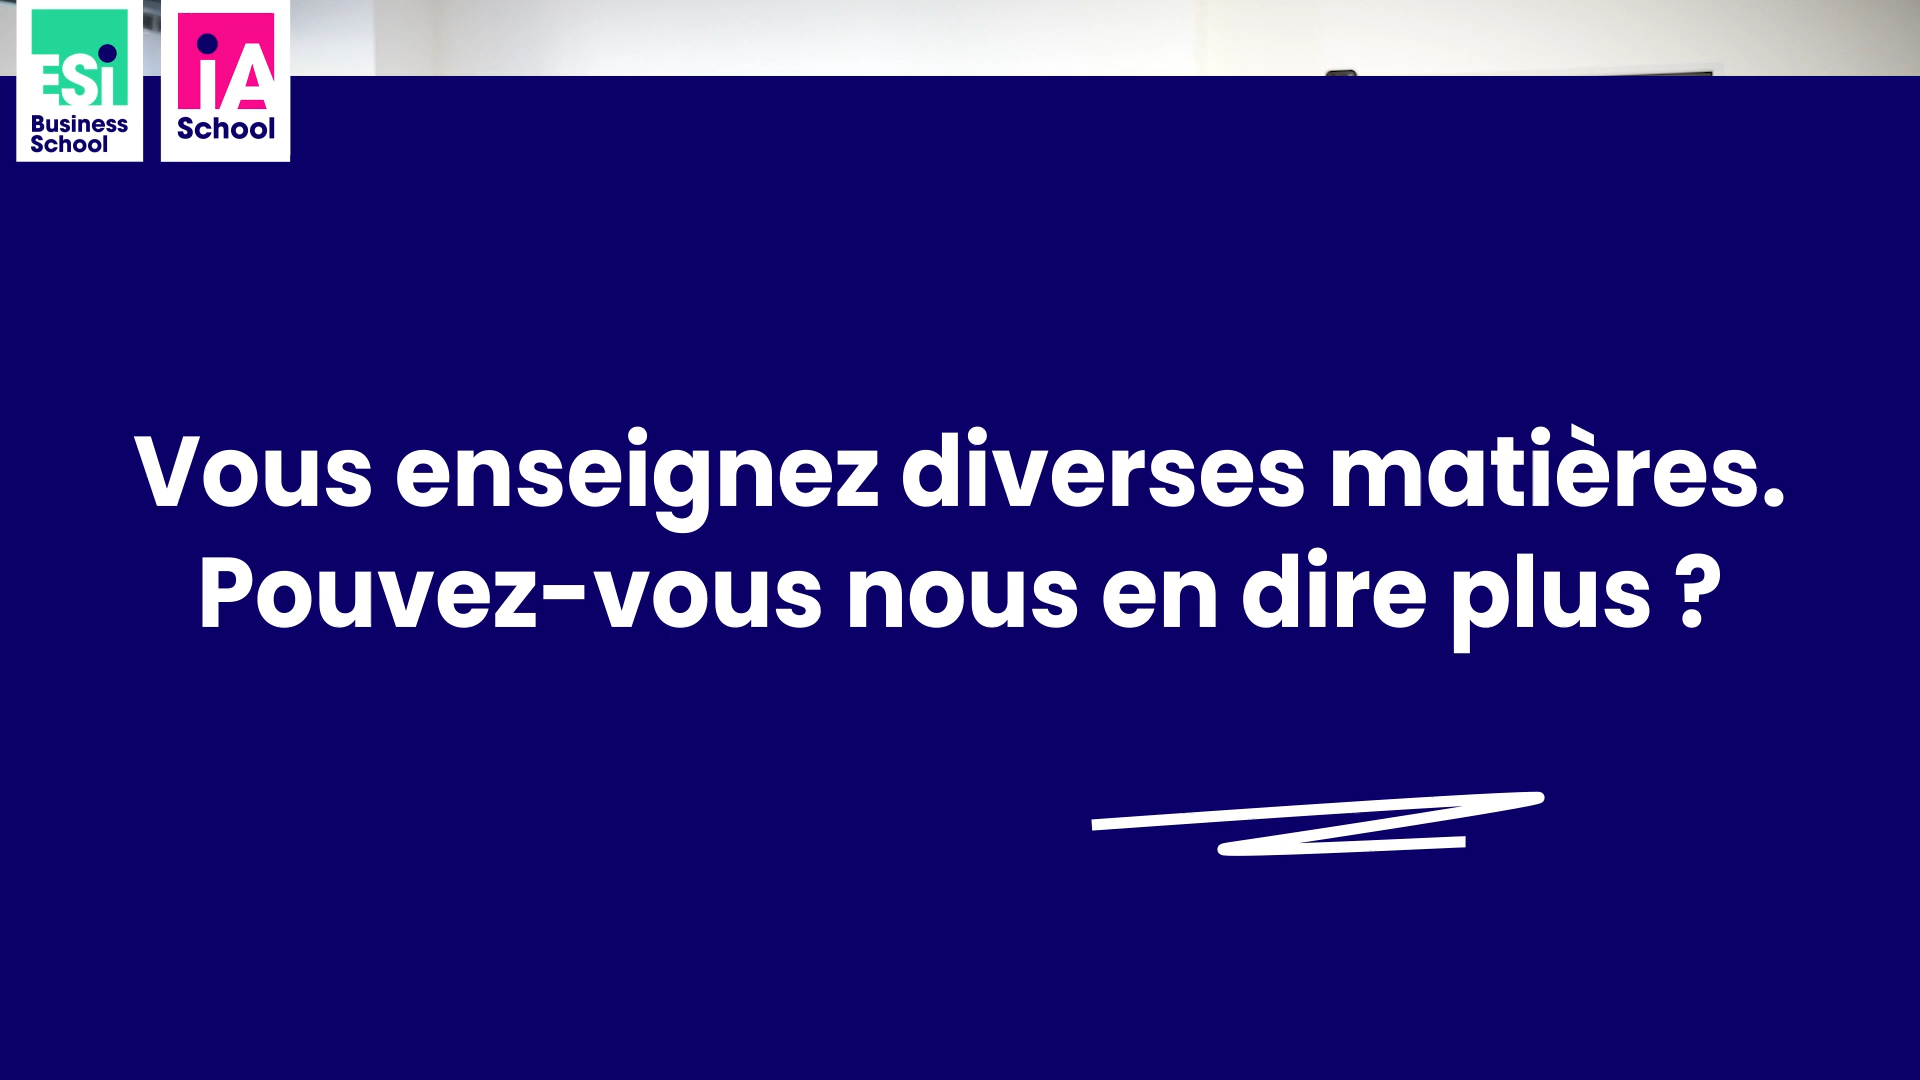 ESi
Business
School
iA
School
Vous enseignez diverses matières.
Pouvez-vous nous en dire plus ?